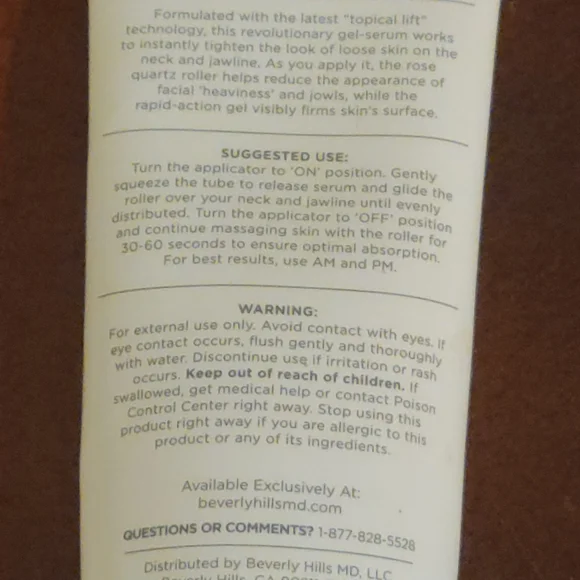 Formulated with the latest "topical lift"
technology, this revolutionary gel-serum works
to instantly tighten the look of loose skin on the
neck and jawline. As you apply it, the rose
quartz roller helps reduce the appearance of
facial 'heaviness' and jowls, while the
rapid-action gel visibly firms skin's surface.
SUGGESTED USE:
Turn the applicator to 'ON' position. Gently
squeeze the tube to release serum and glide the
roller over your neck and jawline until evenly
distributed. Turn the applicator to 'OFF' position
and continue massaging skin with the roller for
30-60 seconds to ensure optimal absorption.
For best results, use AM and PM.
WARNING:
For external use only. Avoid contact with eyes. If
eye contact occurs, flush gently and thoroughly
with water. Discontinue use if irritation or rash
occurs. Keep out of reach of children. If
swallowed, get medical help or contact Poison
Control Center right away. Stop using this
product right away if you are allergic to this
product or any of its ingredients.
Available Exclusively At:
beverlyhillsmd.com
QUESTIONS OR COMMENTS? 1-877-828-5528
Distributed by Beverly Hills MD, LLC
Beverly Hills, CA